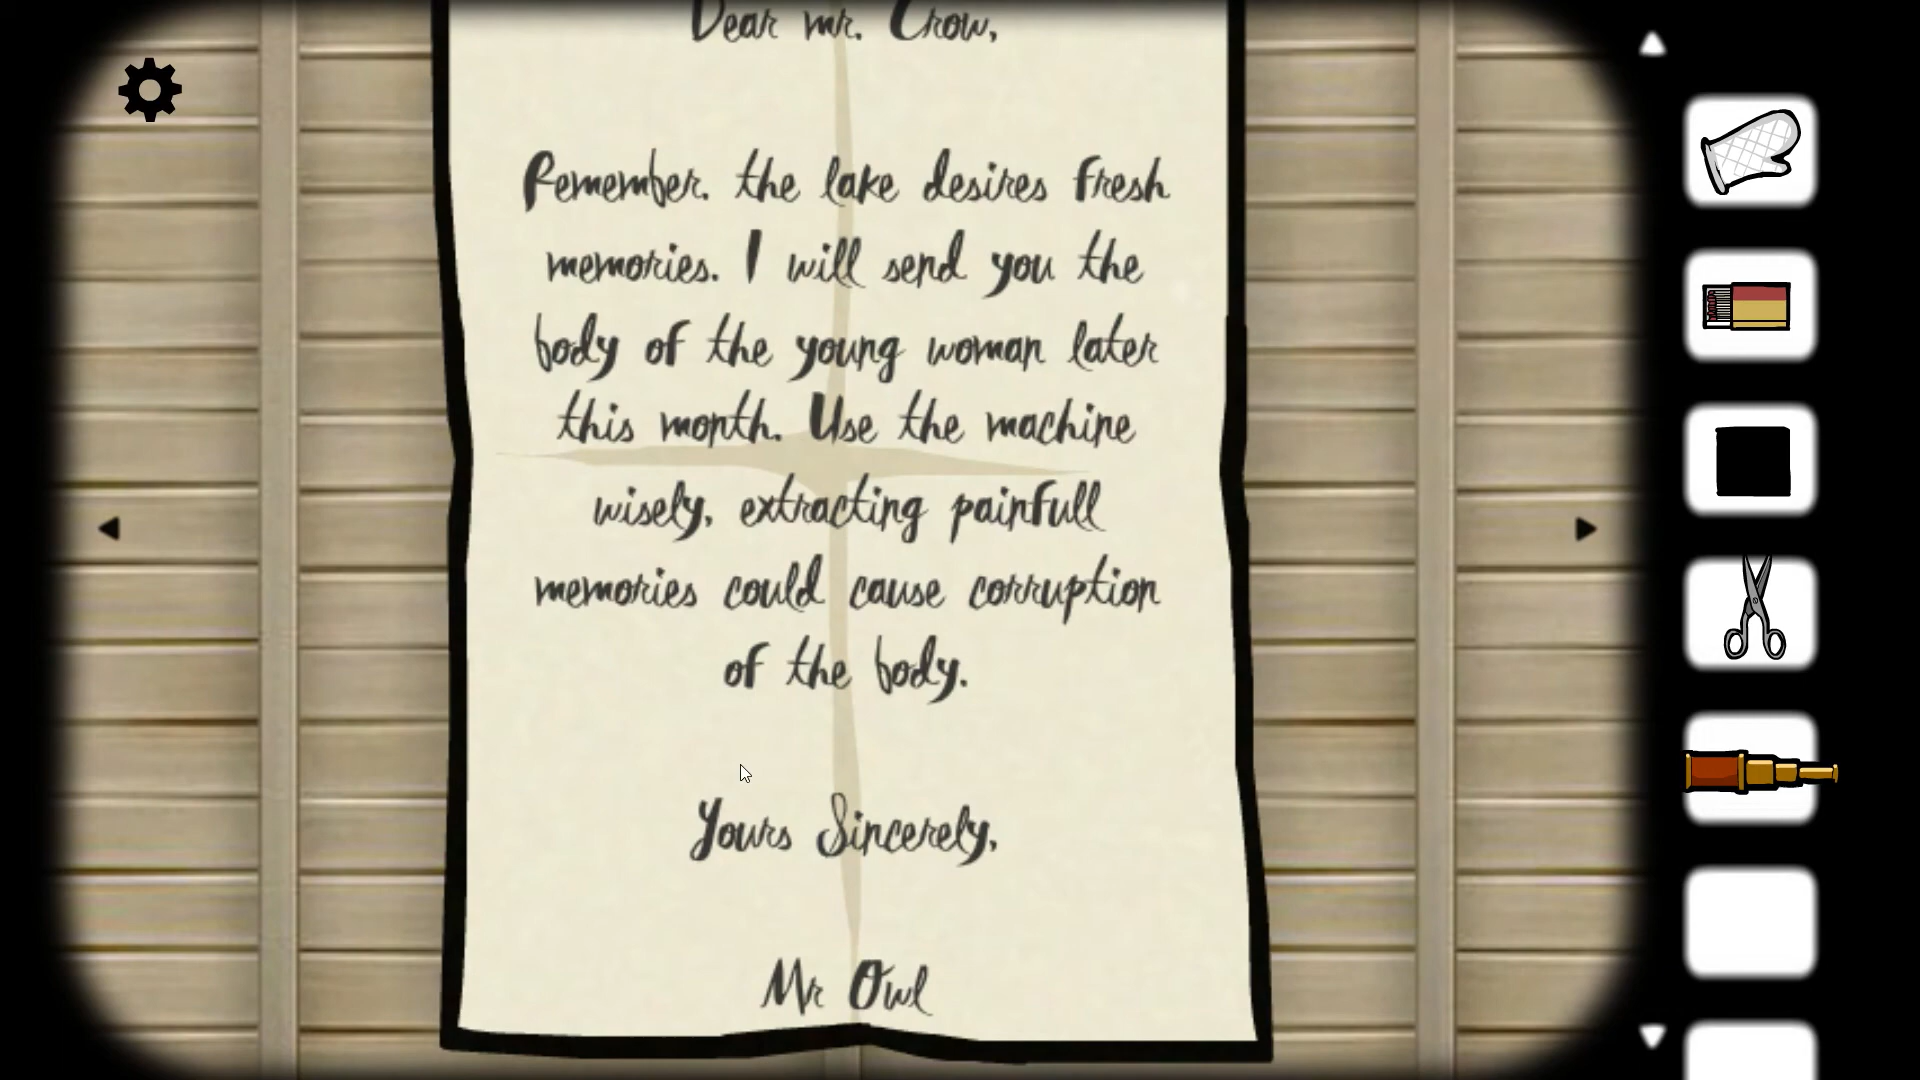 Dear mr. Crow,
Remember. the lake desires fresh
memories. I will send you the
body of the young woman later
this month. Use the machine
wisely, extracting painfull
memories could cause corruption
of the body.
Yours Sincerely,
Mr Owl